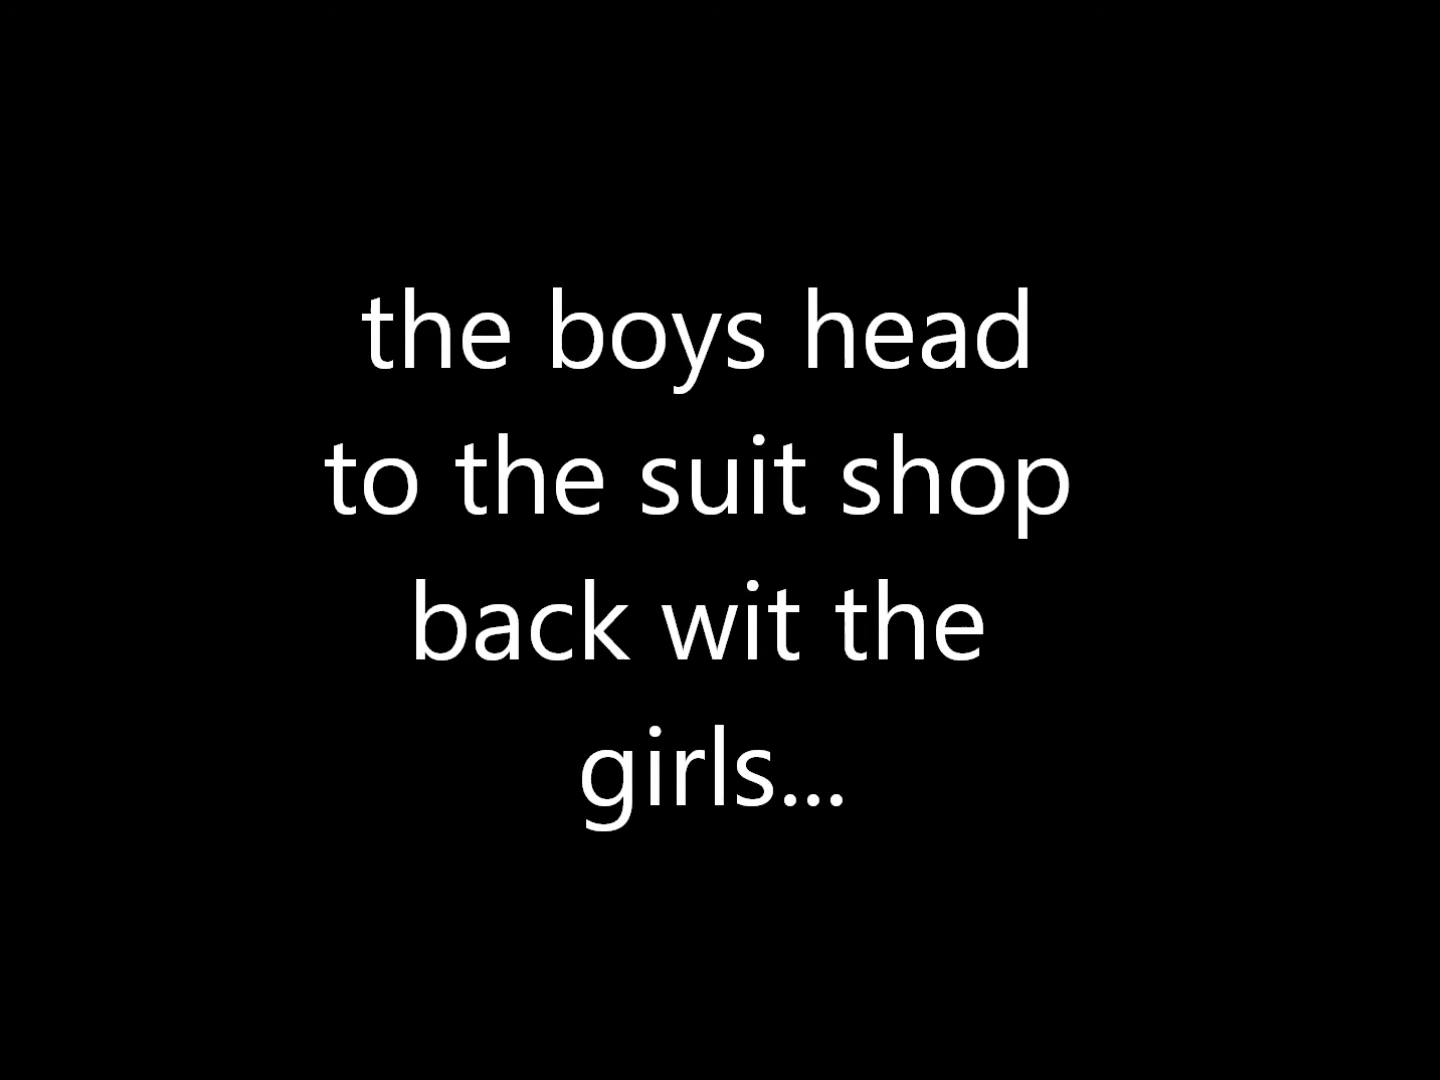 the boys head
to the suit shop
back wit the
girls...